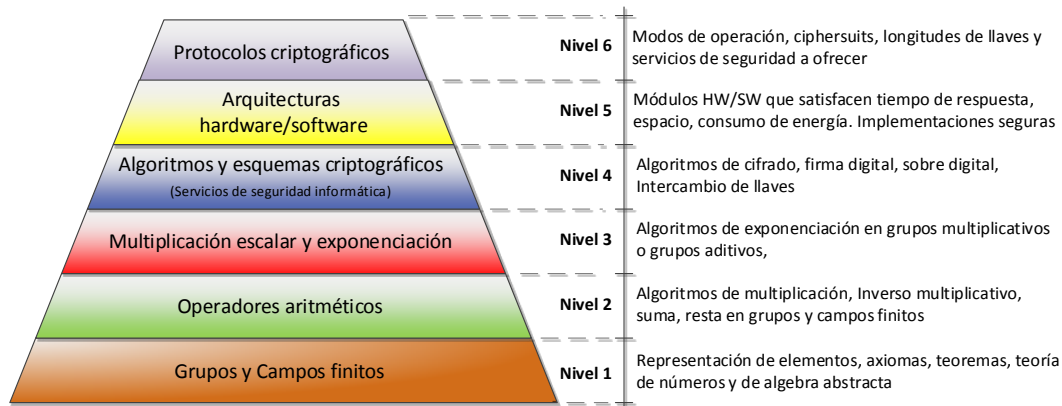 Protocolos criptográficos
Nivel 6
Modos de operación, ciphersuits, longitudes de llaves y
servicios de seguridad a ofrecer
Arquitecturas
hardware/software
Nivel 5
Módulos HW/SW que satisfacen tiempo de respuesta,
espacio, consumo de energía. Implementaciones seguras
Algoritmos y esquemas criptográficos
(Servicios de seguridad informática)
Nivel 4
Algoritmos de cifrado, firma digital, sobre digital,
Intercambio de llaves
Multiplicación escalar y exponenciación
Nivel 3
Algoritmos de exponenciación en grupos multiplicativos
o grupos aditivos,
Operadores aritméticos
Nivel 2
Algoritmos de multiplicación, Inverso multiplicativo,
suma, resta en grupos y campos finitos
Grupos y Campos finitos
Nivel 1
Representación de elementos, axiomas, teoremas, teoría
de números y de algebra abstracta